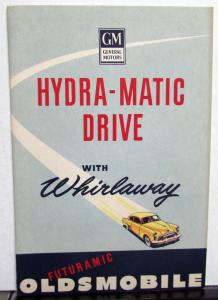 GM
GENERAL
MOTORS
HYDRA-MATIC
DRIVE
WITH
Whirlaway
FUTURAMIC
OLDSMOBILE